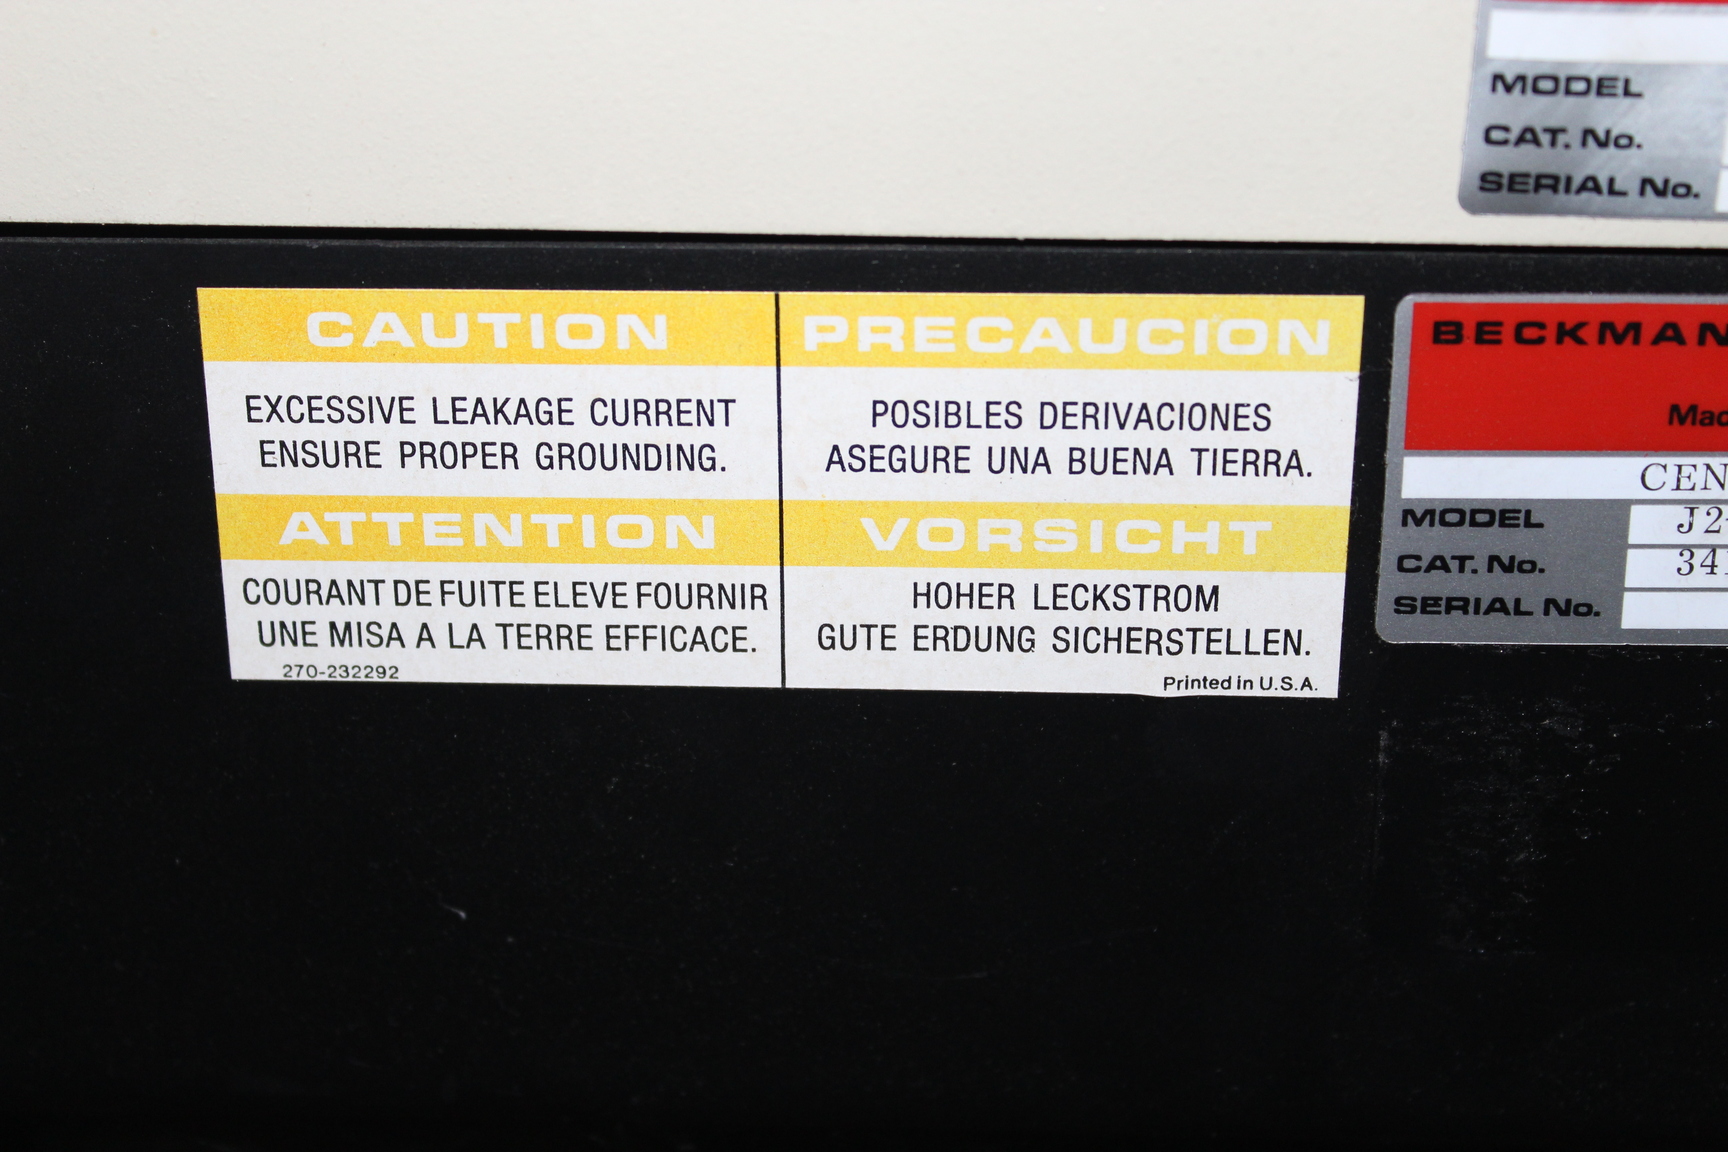 MODEL
CAT. No.
SERIAL No.
CAUTION
EXCESSIVE LEAKAGE CURRENT
ENSURE PROPER GROUNDING.
PRECAUCION
POSIBLES DERIVACIONES
ASEGURE UNA BUENA TIERRA.
ATTENTION
COURANT DE FUITE ELEVE FOURNIR
UNE MISA A LA TERRE EFFICACE.
270-232292
VORSICHT
HOHER LECKSTROM
GUTE ERDUNG SICHERSTELLEN.
Printed in U.S.A.
BECKMAN
MODEL J2
CAT. No. 34
SERIAL No.